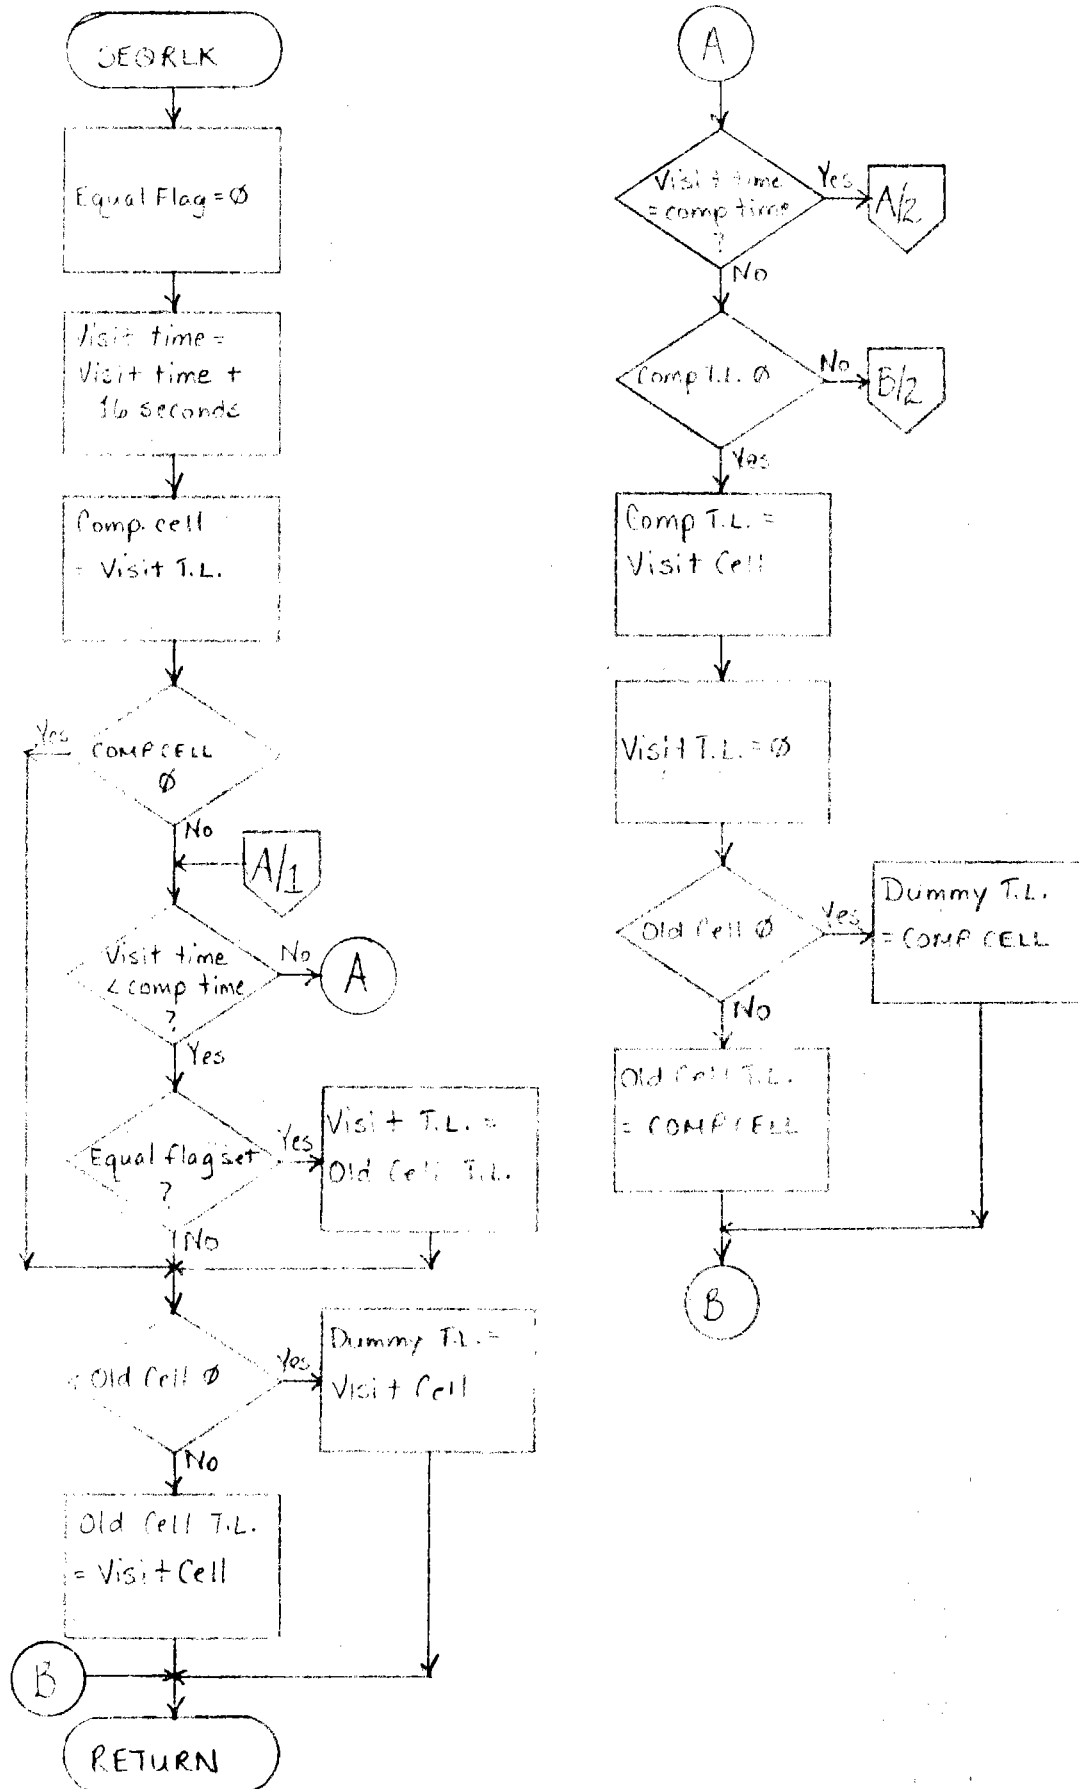 SEQRLK
Equal Flag = Ø
Visit time =
Visit time +
16 seconds
Comp. cell
= Visit T.L.
COMP CELL
Ø
Yes
No
A/1
Visit time
< comp time
?
No
A
Yes
Equal flag set
?
Yes
Visit T.L. =
Old Cell T.L.
No
Old Cell Ø
Yes
Dummy T.L. =
Visit Cell
No
Old Cell T.L.
= Visit Cell
B
RETURN
A
Visit time
= comp time
?
Yes
A/2
No
Comp T.L. Ø
No
B/2
Yes
Comp T.L. =
Visit Cell
Visit T.L. = Ø
Old Cell Ø
Yes
Dummy T.L.
= COMP CELL
No
Old Cell T.L.
= COMP CELL
B